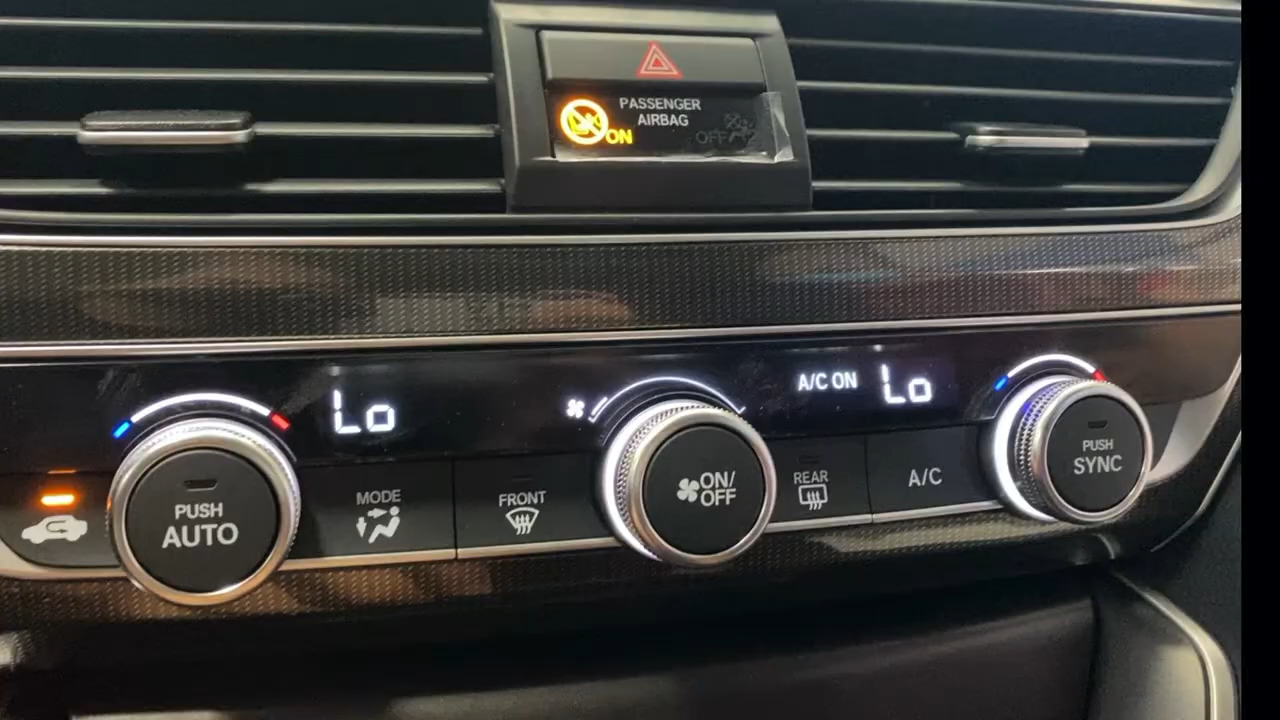 PASSENGER
AIRBAG
ON
OFF
Lo
A/C ON
Lo
PUSH
AUTO
MODE
FRONT
ON/
OFF
REAR
A/C
PUSH
SYNC